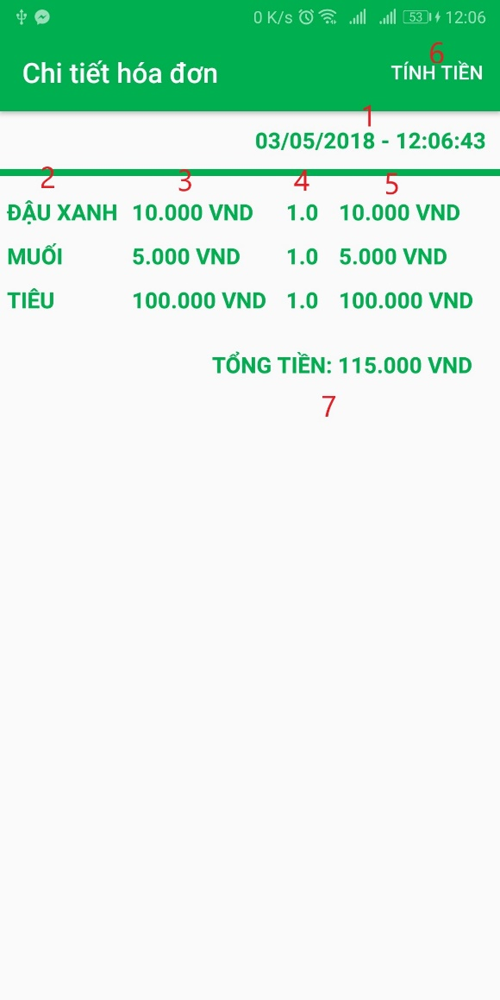 0 K/s 53 12:06
6
Chi tiết hóa đơn TÍNH TIỀN
1
03/05/2018 - 12:06:43
2 3 4 5
ĐẬU XANH 10.000 VND 1.0 10.000 VND
MUỐI 5.000 VND 1.0 5.000 VND
TIÊU 100.000 VND 1.0 100.000 VND
TỔNG TIỀN: 115.000 VND
7